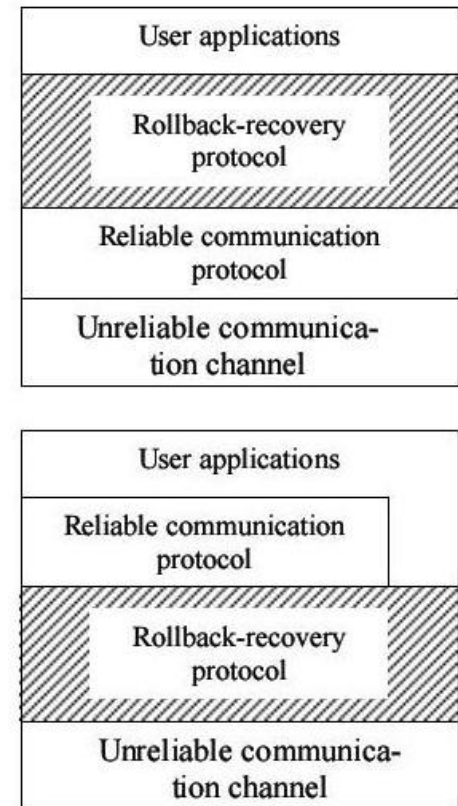 User applications
Rollback-recovery
protocol
Reliable communication
protocol
Unreliable communica-
tion channel
User applications
Reliable communication
protocol
Rollback-recovery
protocol
Unreliable communica-
tion channel